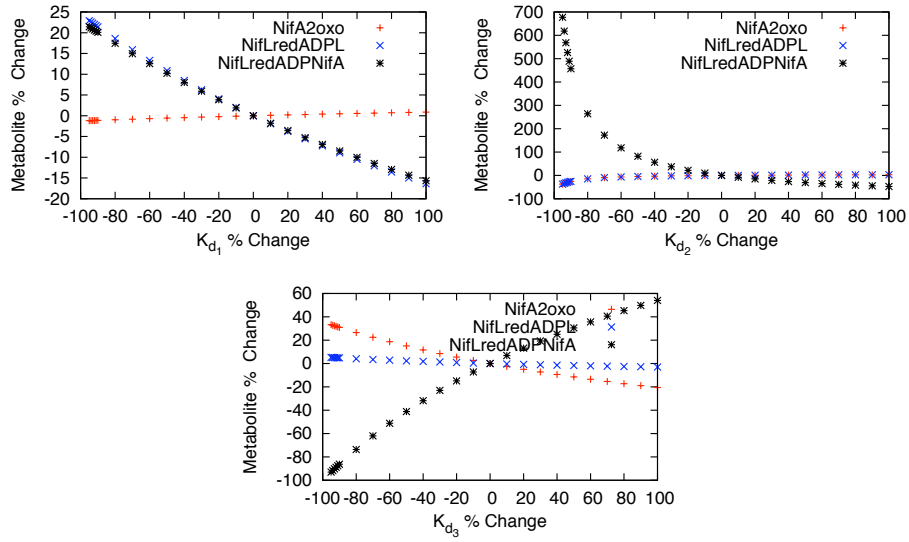 25
20
15
10
5
0
-5
-10
-15
-20
-100 -80 -60 -40 -20 0 20 40 60 80 100
Metabolite % Change
K_d_1 % Change
NifA2oxo
NifLredADPL
NifLredADPNifA
700
600
500
400
300
200
100
0
-100
-100 -80 -60 -40 -20 0 20 40 60 80 100
Metabolite % Change
K_d_2 % Change
NifA2oxo
NifLredADPL
NifLredADPNifA
60
40
20
0
-20
-40
-60
-80
-100
-100 -80 -60 -40 -20 0 20 40 60 80 100
Metabolite % Change
K_d_3 % Change
NifA2oxo
NifLredADPL
NifLredADPNifA